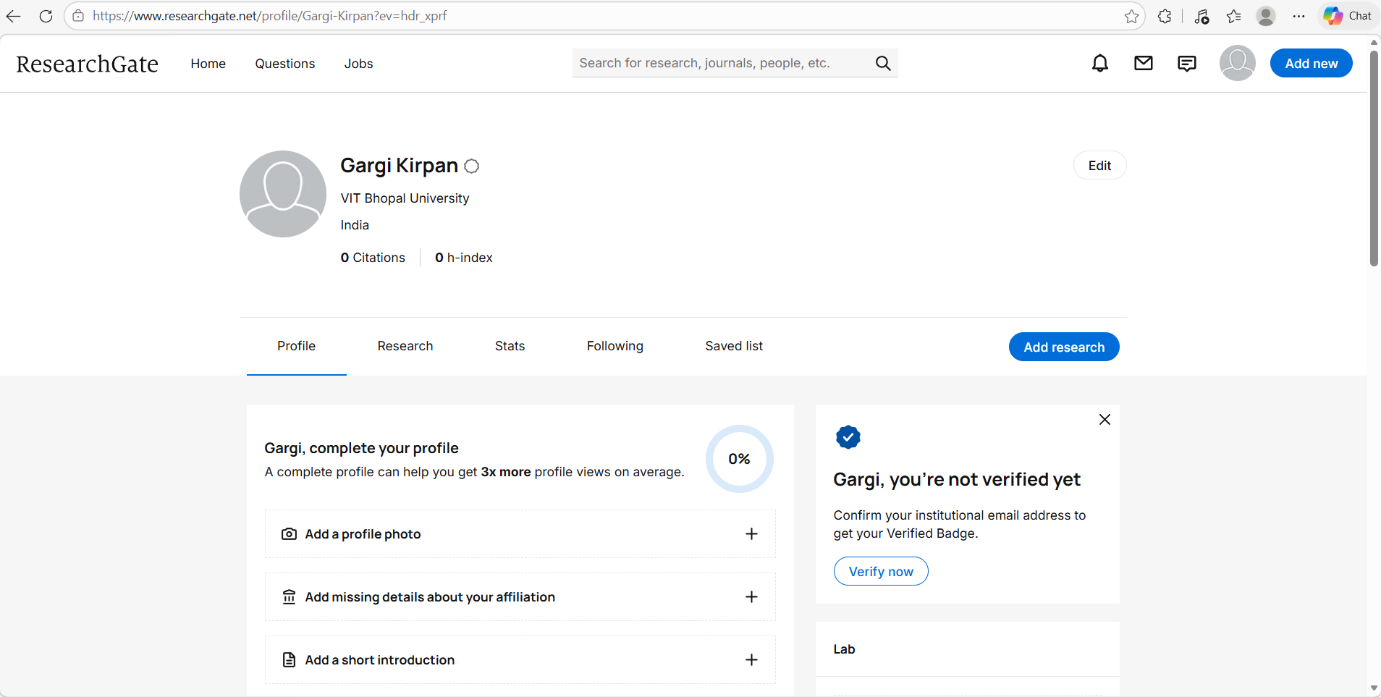 https://www.researchgate.net/profile/Gargi-Kirpan?ev=hdr_xprf
Chat
ResearchGate
Home
Questions
Jobs
Search for research, journals, people, etc.
Add new
Gargi Kirpan
Edit
VIT Bhopal University
India
0 Citations
0 h-index
Profile
Research
Stats
Following
Saved list
Add research
Gargi, complete your profile
A complete profile can help you get 3x more profile views on average.
0%
Add a profile photo
Add missing details about your affiliation
Add a short introduction
Gargi, you're not verified yet
Confirm your institutional email address to
get your Verified Badge.
Verify now
Lab